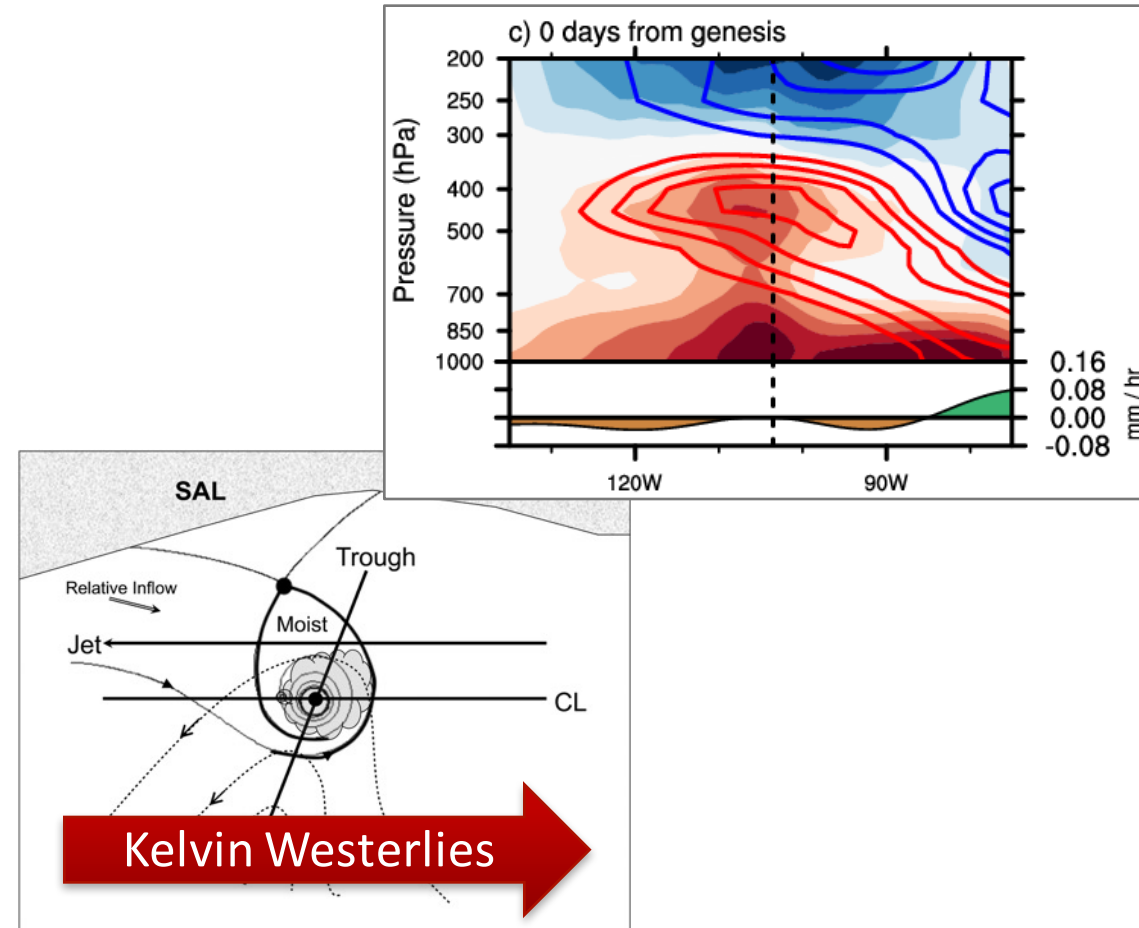 c) 0 days from genesis
Pressure (hPa)
200
250
300
400
500
700
850
1000
0.16
0.08
0.00
-0.08
mm / hr
120W
90W
SAL
Trough
Relative Inflow
Moist
Jet
CL
Kelvin Westerlies